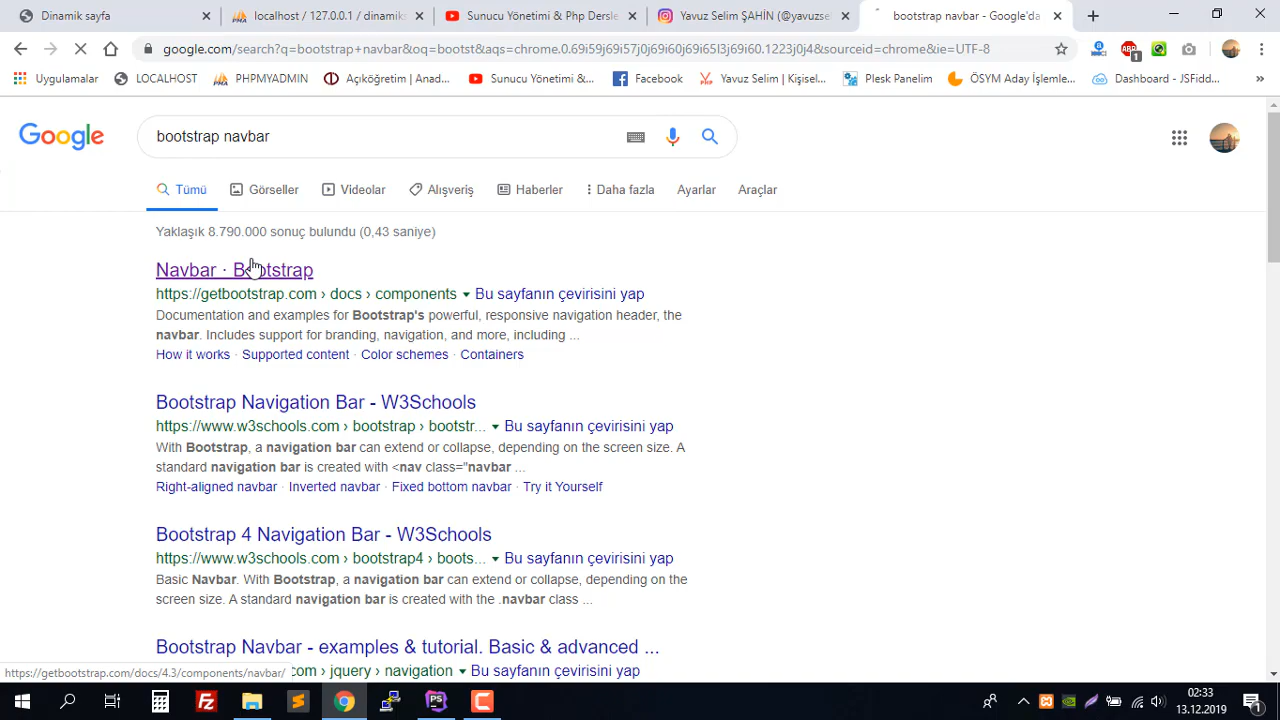 Dinamik sayfa
localhost / 127.0.0.1 / dinamiks
Sunucu Yönetimi & Php Dersle
Yavuz Selim ŞAHİN (@yavuzse
bootstrap navbar - Google'da
google.com/search?q=bootstrap+navbar&oq=bootst&aqs=chrome.0.69i59j69i57j0j69i60j69i65l3j69i60.1223j0j4&sourceid=chrome&ie=UTF-8
ABP
1
Uygulamalar
LOCALHOST
PHPMYADMIN
Açıköğretim | Anad...
Sunucu Yönetimi &...
Facebook
Yavuz Selim | Kişisel...
Plesk Panelim
ÖSYM Aday İşlemle...
Dashboard - JSFidd...
»
Google
bootstrap navbar
Tümü
Görseller
Videolar
Alışveriş
Haberler
Daha fazla
Ayarlar
Araçlar
Yaklaşık 8.790.000 sonuç bulundu (0,43 saniye)
Navbar · Bootstrap
https://getbootstrap.com › docs › components ▾ Bu sayfanın çevirisini yap
Documentation and examples for Bootstrap's powerful, responsive navigation header, the
navbar. Includes support for branding, navigation, and more, including ...
How it works · Supported content · Color schemes · Containers
Bootstrap Navigation Bar - W3Schools
https://www.w3schools.com › bootstrap › bootstr... ▾ Bu sayfanın çevirisini yap
With Bootstrap, a navigation bar can extend or collapse, depending on the screen size. A
standard navigation bar is created with <nav class="navbar ...
Right-aligned navbar · Inverted navbar · Fixed bottom navbar · Try it Yourself
Bootstrap 4 Navigation Bar - W3Schools
https://www.w3schools.com › bootstrap4 › boots... ▾ Bu sayfanın çevirisini yap
Basic Navbar. With Bootstrap, a navigation bar can extend or collapse, depending on the
screen size. A standard navigation bar is created with the .navbar class ...
Bootstrap Navbar - examples & tutorial. Basic & advanced ...
com › jquery › navigation ▾ Bu sayfanın çevirisini yap
https://getbootstrap.com/docs/4.3/components/navbar/
02:33
13.12.2019
1